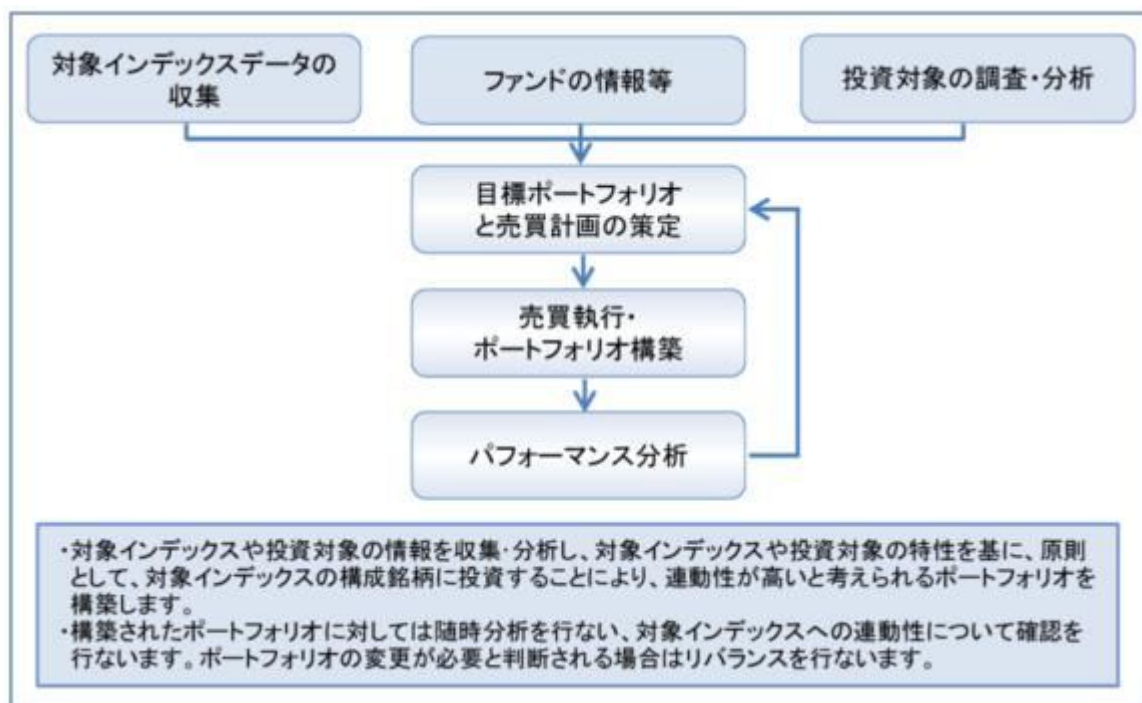 対象インデックスデータの
収集
ファンドの情報等
投資対象の調査・分析
目標ポートフォリオ
と売買計画の策定
売買執行・
ポートフォリオ構築
パフォーマンス分析
・対象インデックスや投資対象の情報を収集・分析し、対象インデックスや投資対象の特性を基に、原則
として、対象インデックスの構成銘柄に投資することにより、連動性が高いと考えられるポートフォリオを
構築します。
・構築されたポートフォリオに対しては随時分析を行ない、対象インデックスへの連動性について確認を
行ないます。ポートフォリオの変更が必要と判断される場合はリバランスを行ないます。